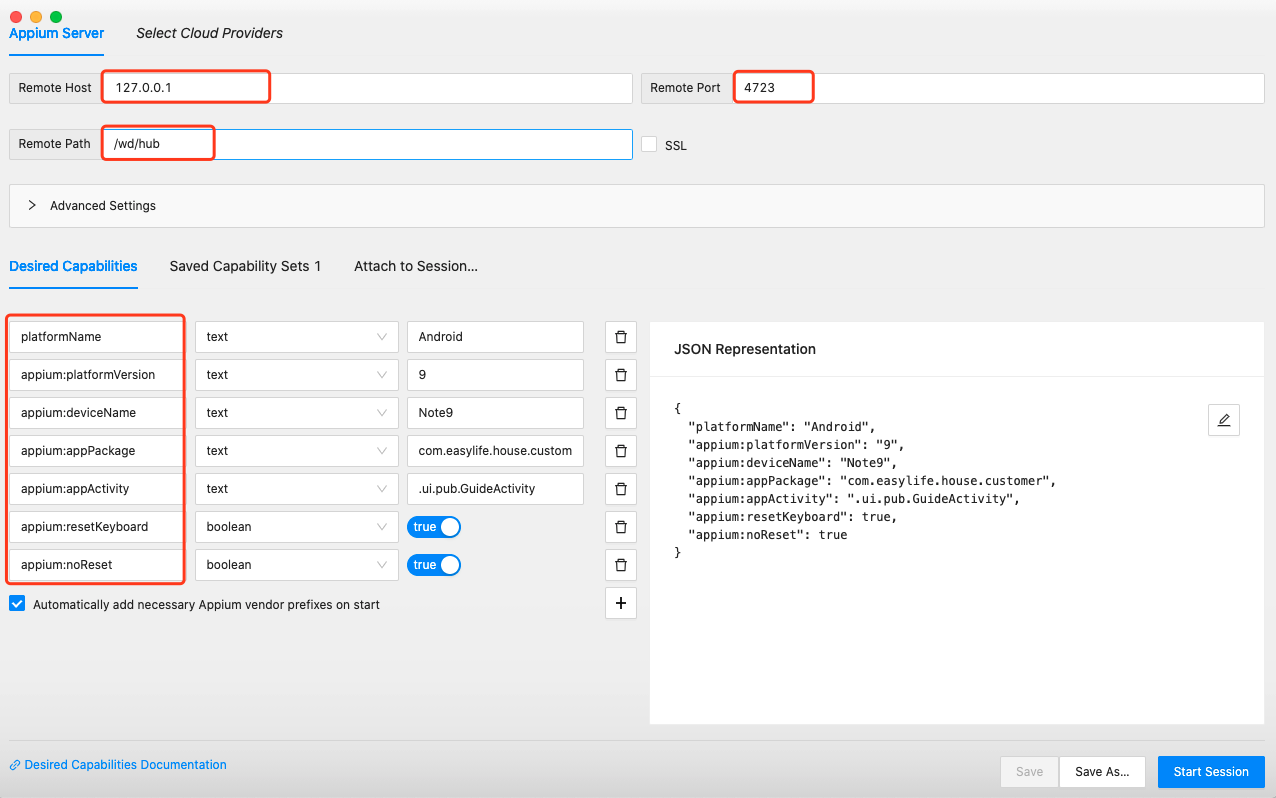 Appium Server Select Cloud Providers
Remote Host 127.0.0.1 Remote Port 4723
Remote Path /wd/hub SSL
Advanced Settings
Desired Capabilities Saved Capability Sets 1 Attach to Session...
platformName text Android
appium:platformVersion text 9
appium:deviceName text Note9
appium:appPackage text com.easylife.house.custom
appium:appActivity text .ui.pub.GuideActivity
appium:resetKeyboard boolean true
appium:noReset boolean true
Automatically add necessary Appium vendor prefixes on start
JSON Representation
{
"platformName": "Android",
"appium:platformVersion": "9",
"appium:deviceName": "Note9",
"appium:appPackage": "com.easylife.house.customer",
"appium:appActivity": ".ui.pub.GuideActivity",
"appium:resetKeyboard": true,
"appium:noReset": true
}
Desired Capabilities Documentation
Save Save As... Start Session